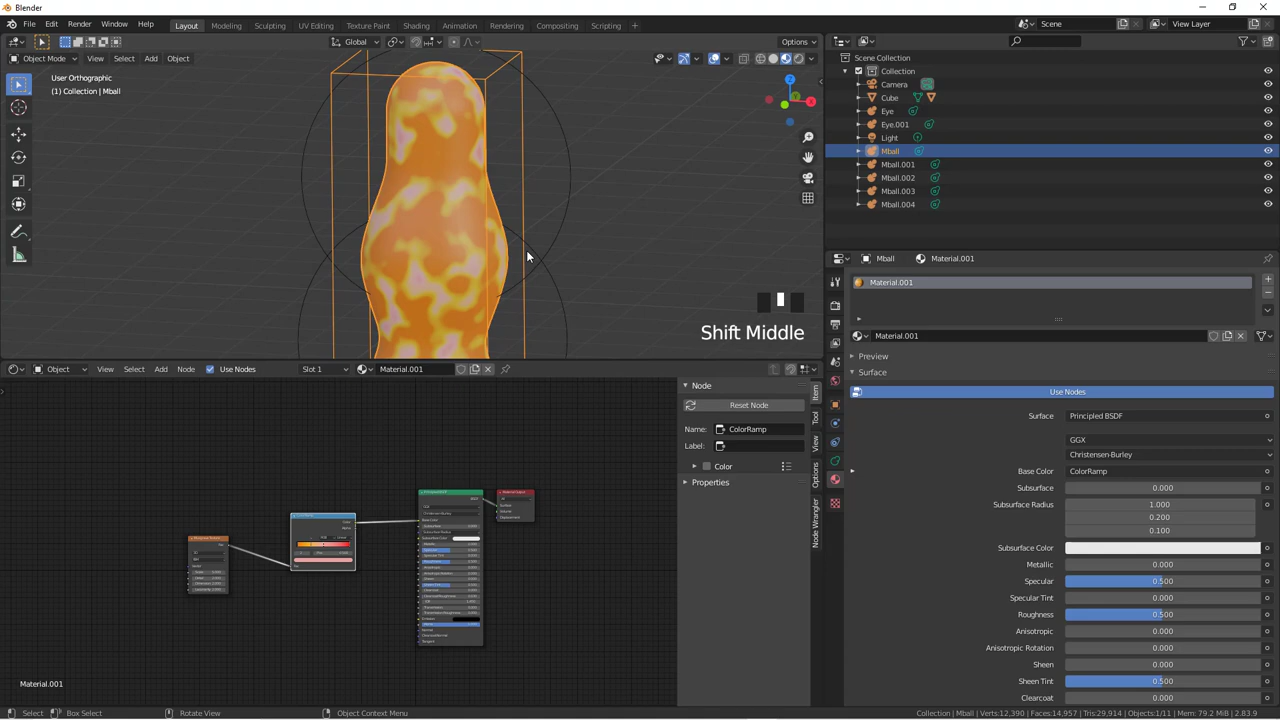 Blender
File Edit Render Window Help Layout Modeling Sculpting UV Editing Texture Paint Shading Animation Rendering Compositing Scripting + Scene View Layer
Global Options
Object Mode View Select Add Object
User Orthographic
(1) Collection | Mball
Z
X
Shift Middle
Scene Collection
Collection
Camera
Cube
Eye
Eye.001
Light
Mball
Mball.001
Mball.002
Mball.003
Mball.004
Mball Material.001
Material.001
Material.001
Preview
Surface
Use Nodes
Surface Principled BSDF
GGX
Christensen-Burley
Base Color ColorRamp
Subsurface 0.000
Subsurface Radius 1.000
0.200
0.100
Subsurface Color
Metallic 0.000
Specular 0.500
Specular Tint 0.000
Roughness 0.500
Anisotropic 0.000
Anisotropic Rotation 0.000
Sheen 0.000
Sheen Tint 0.500
Clearcoat 0.000
Object View Select Add Node Use Nodes Slot 1 Material.001
Node
Reset Node
Name: ColorRamp
Label:
Color
Properties
Item
Tool
View
Options
Node Wrangler
Material.001
Select Box Select Rotate View Object Context Menu Collection | Mball | Verts:12,390 | Faces:14,957 | Tris:29,914 | Objects:1/11 | Mem: 79.2 MiB | 2.83.9